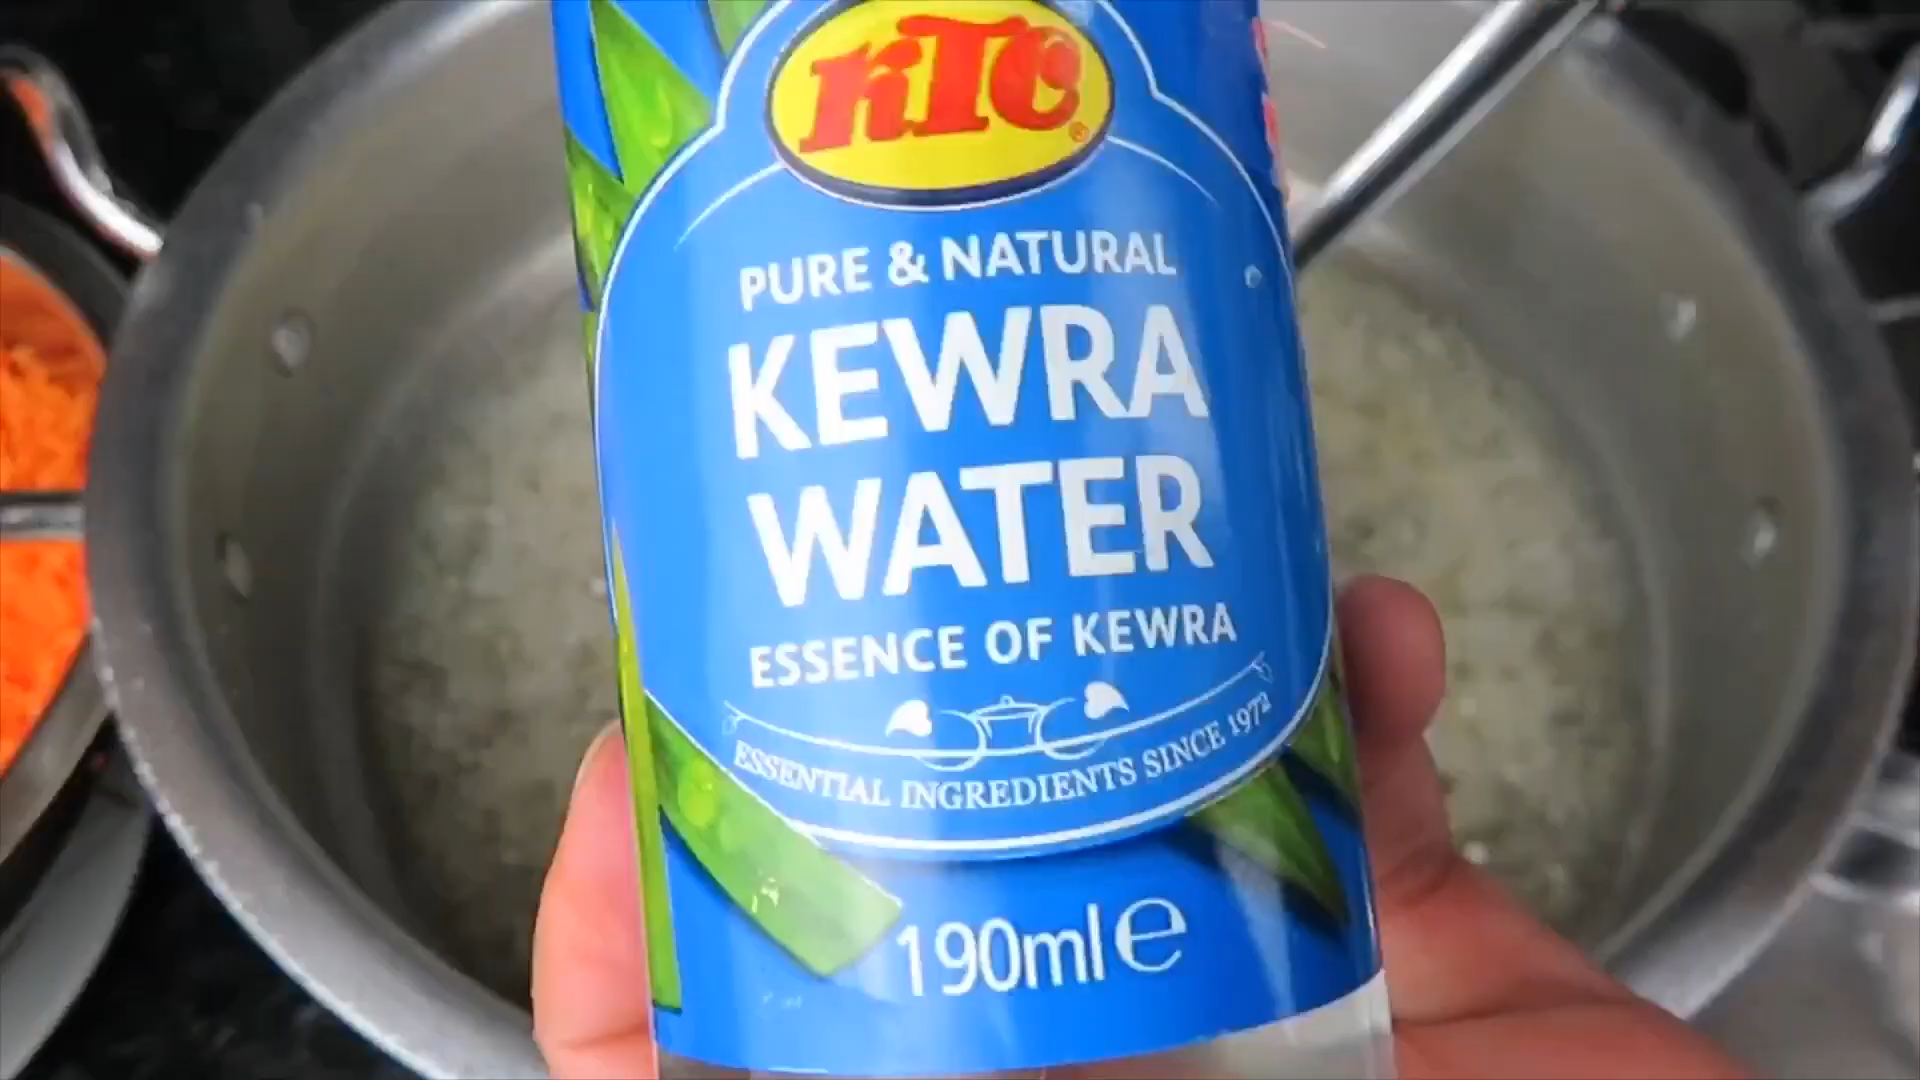 KTC
PURE & NATURAL
KEWRA
WATER
ESSENCE OF KEWRA
ESSENTIAL INGREDIENTS SINCE 1972
190ml e